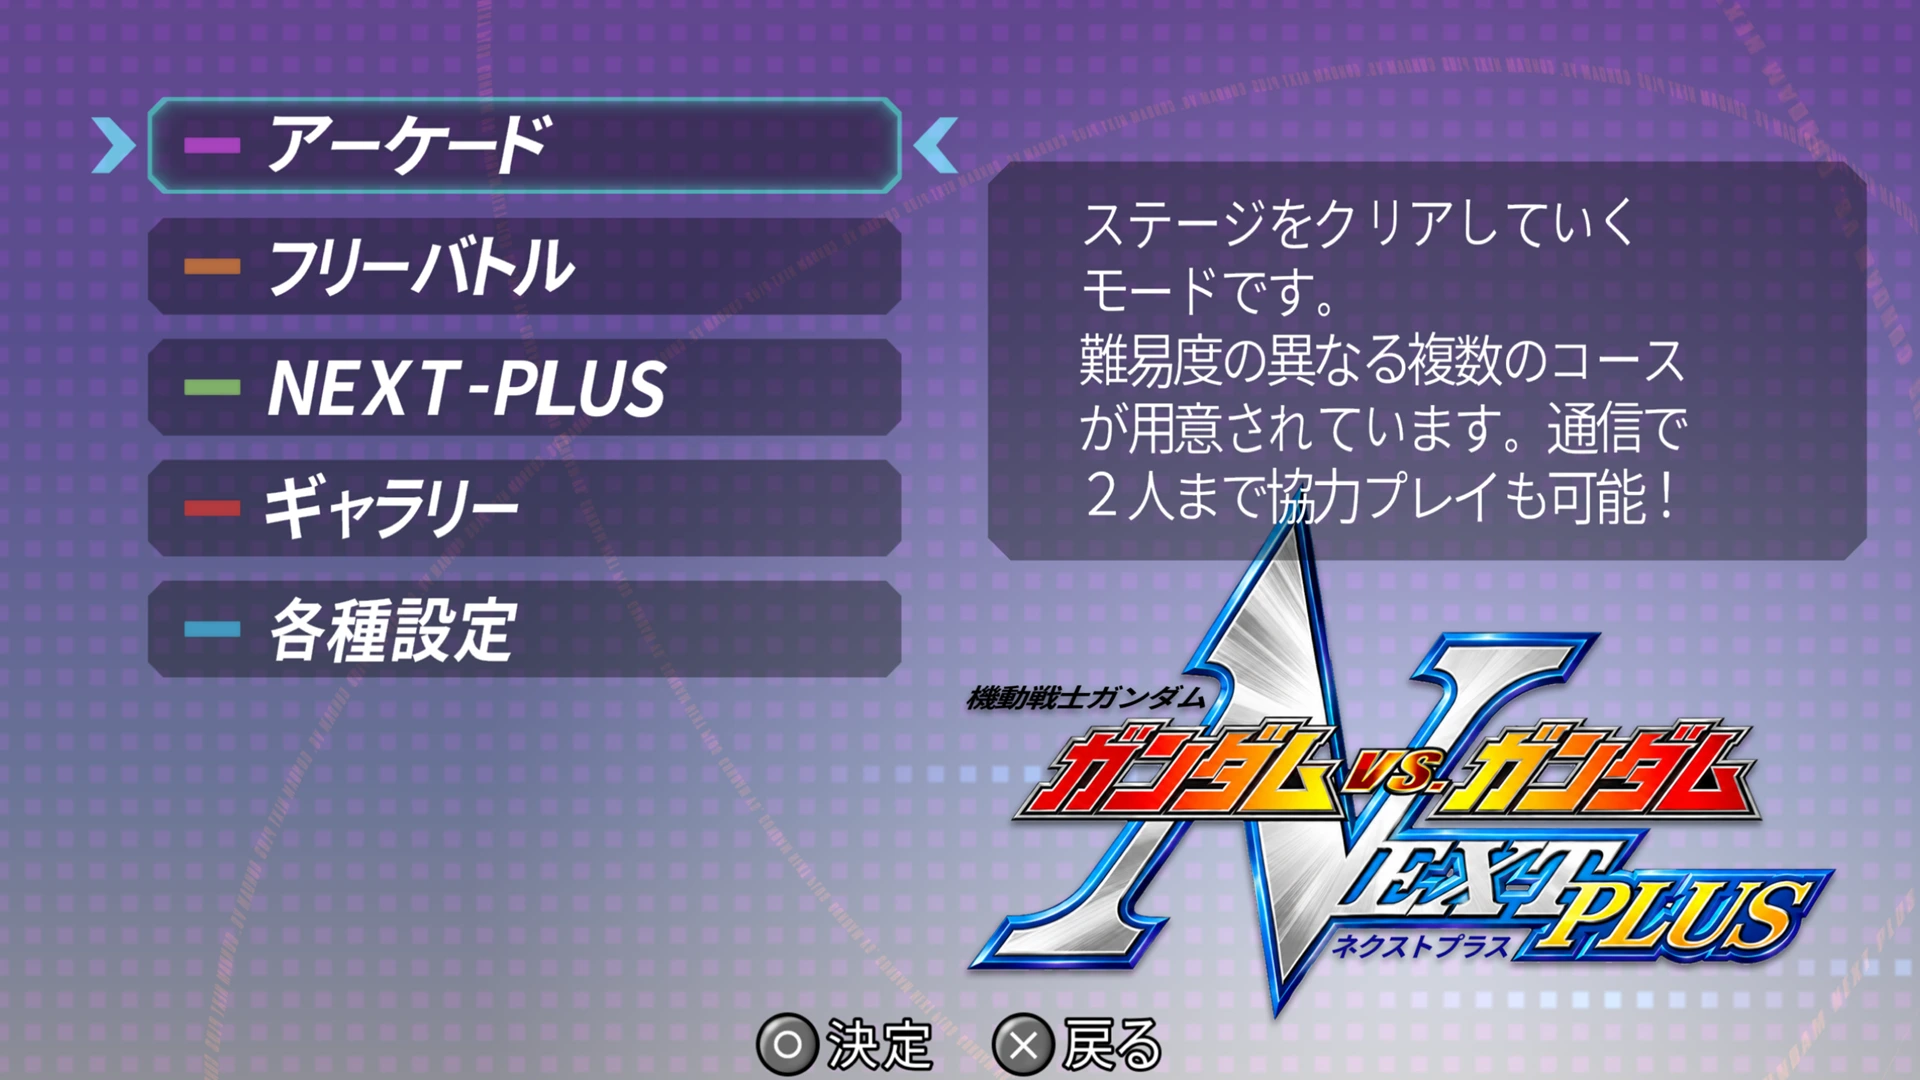 アーケード
フリーバトル
NEXT-PLUS
ギャラリー
各種設定
ステージをクリアしていく
モードです。
難易度の異なる複数のコース
が用意されています。通信で
２人まで協力プレイも可能！
機動戦士ガンダム
ガンダムvs.ガンダム
NEXT PLUS
ネクストプラス
決定
戻る